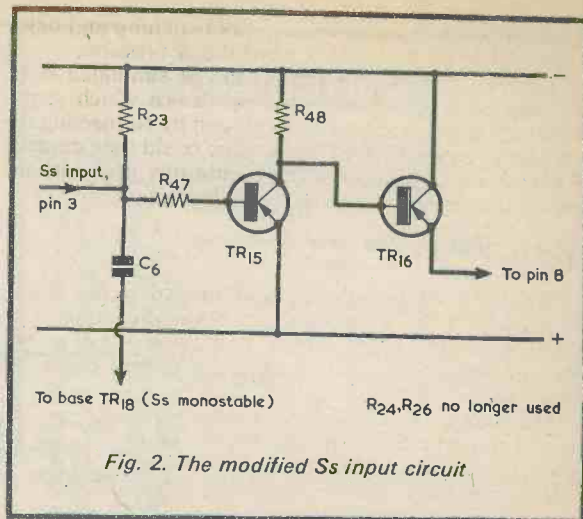 R23
R48
Ss input,
pin 3
R47
TR15
TR16
C6
To pin 8
-
+
To base TR18 (Ss monostable)
R24,R26 no longer used
Fig. 2. The modified Ss input circuit